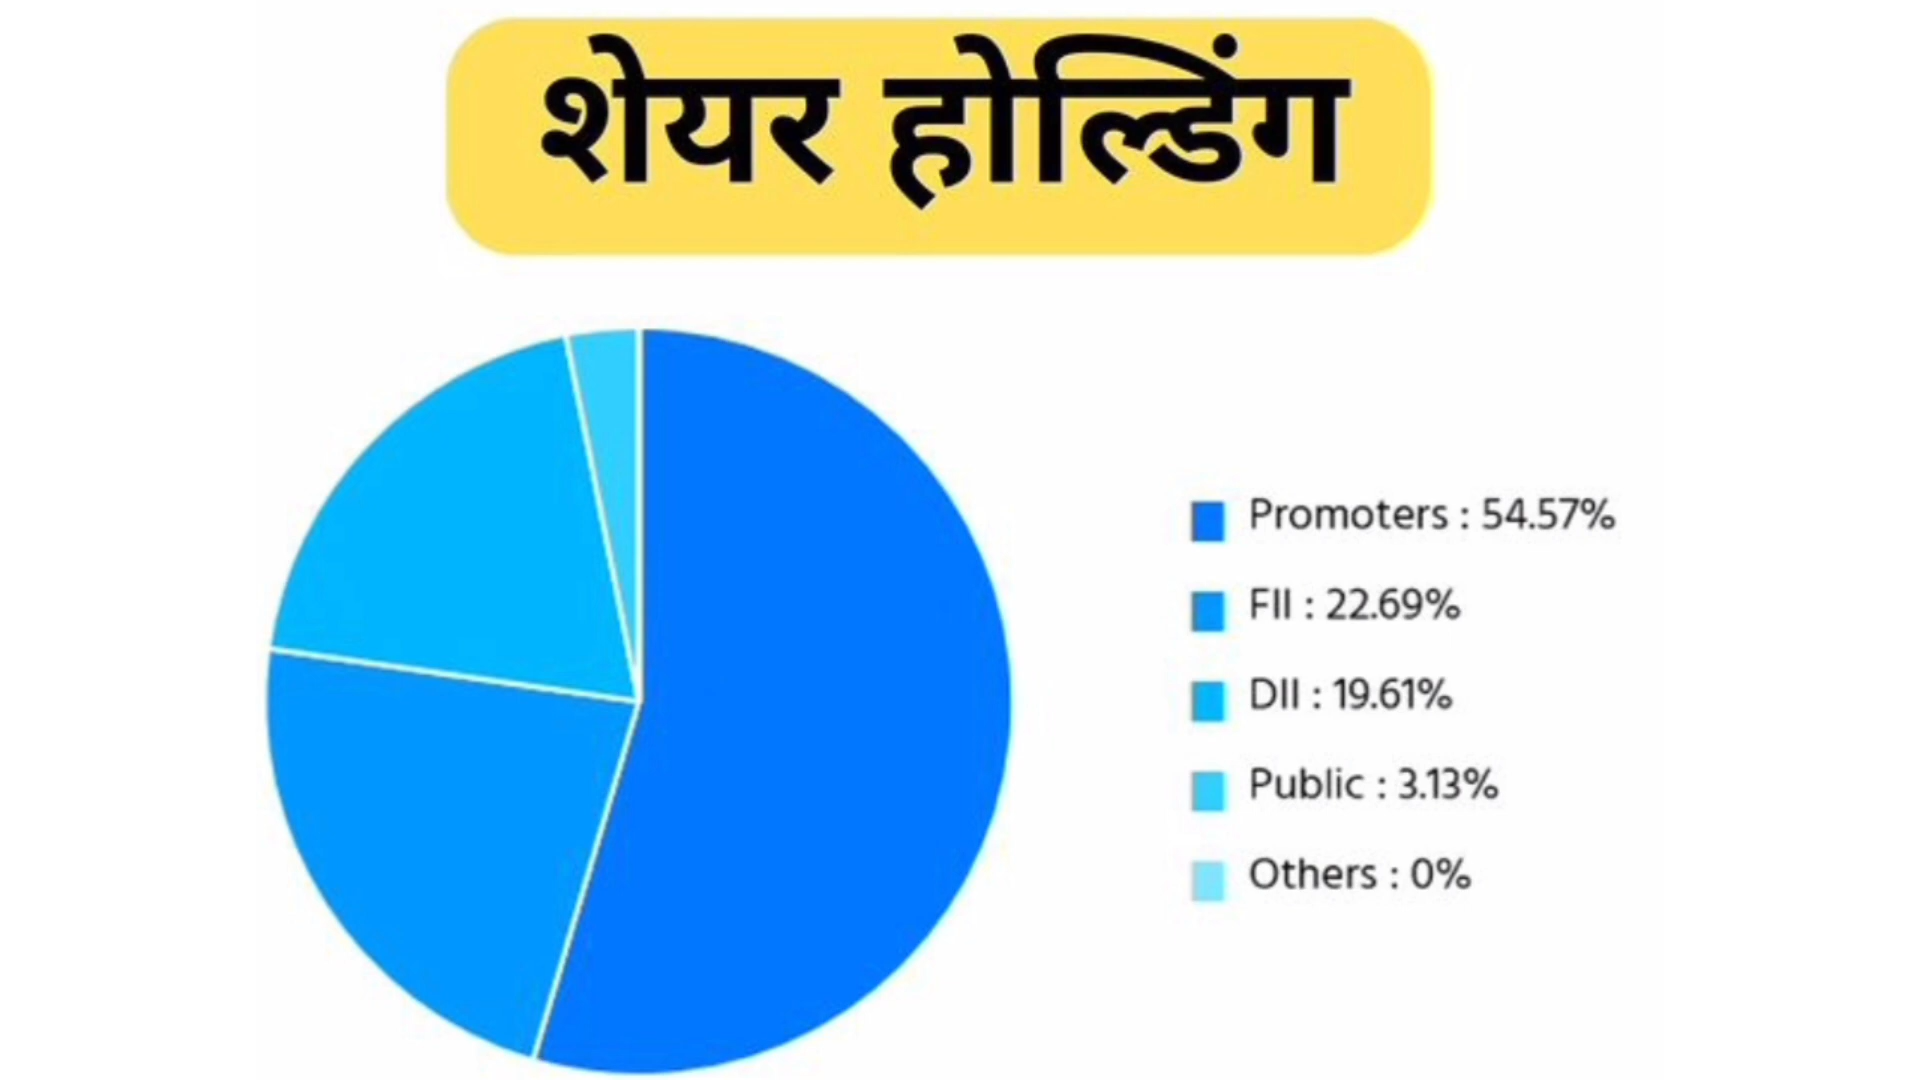 शेयर होल्डिंग
Promoters : 54.57%
FII : 22.69%
DII : 19.61%
Public : 3.13%
Others : 0%